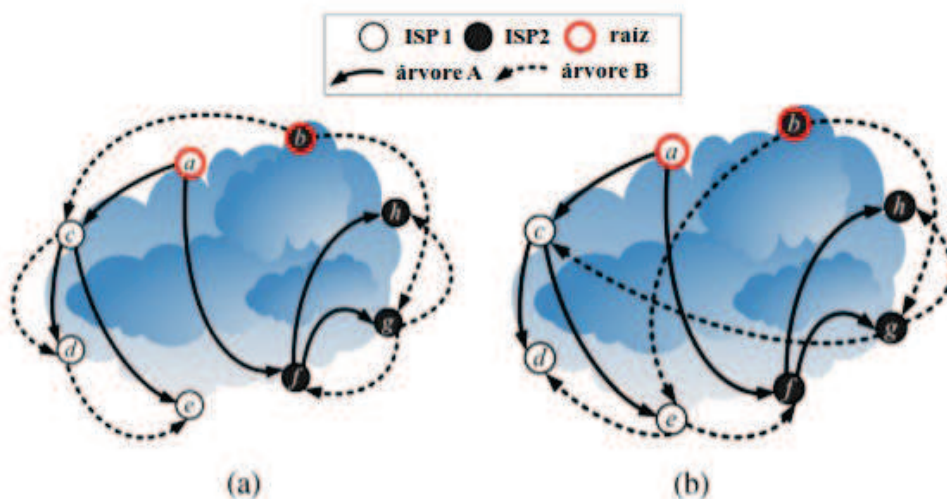 ISP 1 ISP2 raiz
árvore A árvore B
b b
a a
h h
c c
g g
d d
f f
e e
(a) (b)